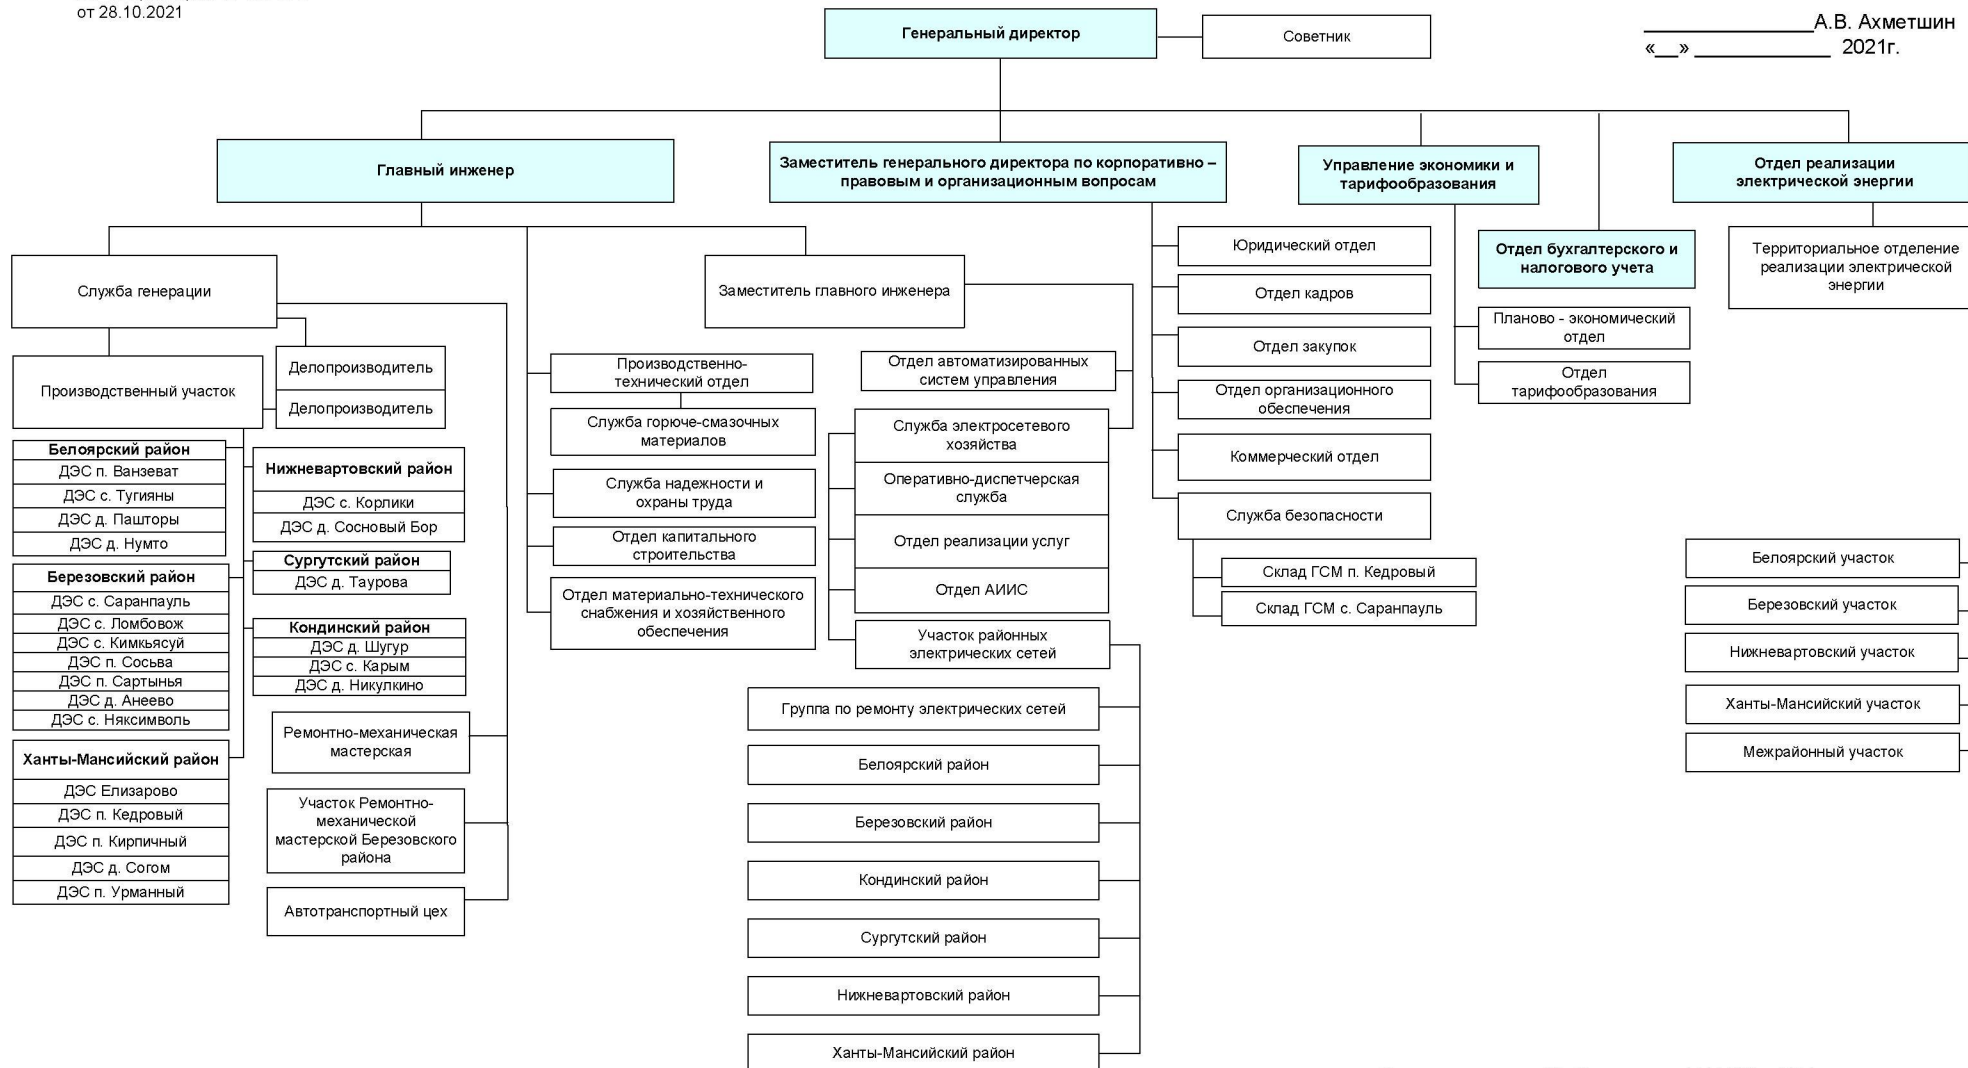 от 28.10.2021
А.В. Ахметшин
«__» ____________ 2021г.
Генеральный директор
Советник
Главный инженер
Заместитель генерального директора по корпоративно –
правовым и организационным вопросам
Управление экономики и
тарифообразования
Отдел реализации
электрической энергии
Отдел бухгалтерского и
налогового учета
Территориальное отделение
реализации электрической
энергии
Служба генерации
Заместитель главного инженера
Юридический отдел
Отдел кадров
Отдел закупок
Отдел организационного
обеспечения
Коммерческий отдел
Служба безопасности
Склад ГСМ п. Кедровый
Склад ГСМ с. Саранпауль
Планово - экономический
отдел
Отдел
тарифообразования
Производственный участок
Делопроизводитель
Делопроизводитель
Производственно-
технический отдел
Служба горюче-смазочных
материалов
Служба надежности и
охраны труда
Отдел капитального
строительства
Отдел материально-технического
снабжения и хозяйственного
обеспечения
Отдел автоматизированных
систем управления
Служба электросетевого
хозяйства
Оперативно-диспетчерская
служба
Отдел реализации услуг
Отдел АИИС
Участок районных
электрических сетей
Белоярский район
ДЭС п. Ванзеват
ДЭС с. Тугияны
ДЭС д. Пашторы
ДЭС д. Нумто
Березовский район
ДЭС с. Саранпауль
ДЭС с. Ломбовож
ДЭС с. Кимкьясуй
ДЭС п. Сосьва
ДЭС п. Сартынья
ДЭС д. Анеево
ДЭС с. Няксимволь
Ханты-Мансийский район
ДЭС Елизарово
ДЭС п. Кедровый
ДЭС п. Кирпичный
ДЭС д. Согом
ДЭС п. Урманный
Нижневартовский район
ДЭС с. Корлики
ДЭС д. Сосновый Бор
Сургутский район
ДЭС д. Таурова
Кондинский район
ДЭС д. Шугур
ДЭС с. Карым
ДЭС д. Никулкино
Ремонтно-механическая
мастерская
Участок Ремонтно-
механической
мастерской Березовского
района
Автотранспортный цех
Группа по ремонту электрических сетей
Белоярский район
Березовский район
Кондинский район
Сургутский район
Нижневартовский район
Ханты-Мансийский район
Белоярский участок
Березовский участок
Нижневартовский участок
Ханты-Мансийский участок
Межрайонный участок